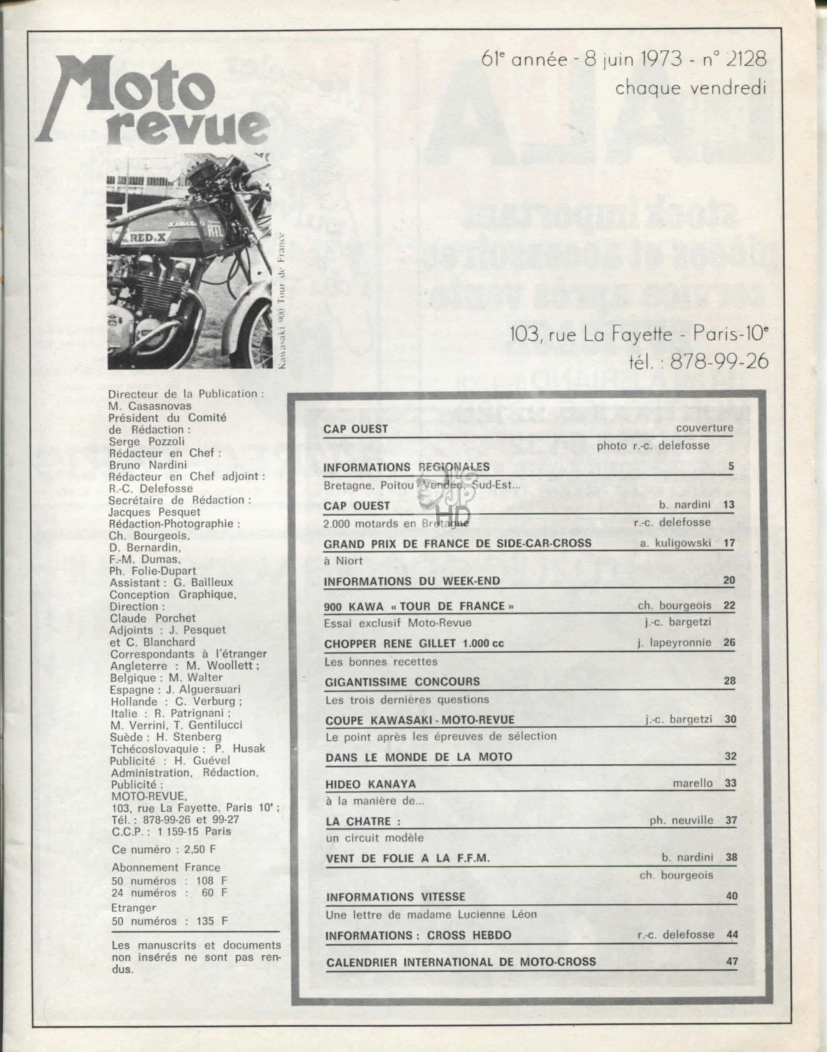 Moto revue
61e année - 8 juin 1973 - n° 2128
chaque vendredi
RED.X
RTL
Kawasaki 900 Tour de France
103, rue La Fayette - Paris-10e
tél. : 878-99-26
Directeur de la Publication :
M. Casasnovas
Président du Comité
de Rédaction :
Serge Pozzoli
Rédacteur en Chef :
Bruno Nardini
Rédacteur en Chef adjoint :
R.-C. Delefosse
Secrétaire de Rédaction :
Jacques Pesquet
Rédaction-Photographie :
Ch. Bourgeois,
D. Bernardin,
F.-M. Dumas,
Ph. Folie-Dupart
Assistant : G. Bailleux
Conception Graphique,
Direction :
Claude Porchet
Adjoints : J. Pesquet
et C. Blanchard
Correspondants à l'étranger
Angleterre : M. Woollett ;
Belgique : M. Walter
Espagne : J. Alguersuari
Hollande : C. Verburg ;
Italie : R. Patrignani ;
M. Verrini, T. Gentilucci
Suède : H. Stenberg
Tchécoslovaquie : P. Husak
Publicité : H. Guével
Administration, Rédaction,
Publicité :
MOTO-REVUE,
103, rue La Fayette, Paris 10e ;
Tél. : 878-99-26 et 99-27
C.C.P. : 1 159-15 Paris
Ce numéro : 2,50 F
Abonnement France
50 numéros : 108 F
24 numéros : 60 F
Etranger
50 numéros : 135 F
Les manuscrits et documents
non insérés ne sont pas ren-
dus.
CAP OUEST couverture
photo r.-c. delefosse
INFORMATIONS REGIONALES 5
Bretagne, Poitou, Vendée, Sud-Est...
CAP OUEST b. nardini 13
2.000 motards en Bretagne r.-c. delefosse
GRAND PRIX DE FRANCE DE SIDE-CAR-CROSS a. kuligowski 17
à Niort
INFORMATIONS DU WEEK-END 20
900 KAWA « TOUR DE FRANCE » ch. bourgeois 22
Essai exclusif Moto-Revue j.-c. bargetzi
CHOPPER RENE GILLET 1.000 cc j. lapeyronnie 26
Les bonnes recettes
GIGANTISSIME CONCOURS 28
Les trois dernières questions
COUPE KAWASAKI - MOTO-REVUE j.-c. bargetzi 30
Le point après les épreuves de sélection
DANS LE MONDE DE LA MOTO 32
HIDEO KANAYA marello 33
à la manière de...
LA CHATRE : ph. neuville 37
un circuit modèle
VENT DE FOLIE A LA F.F.M. b. nardini 38
ch. bourgeois
INFORMATIONS VITESSE 40
Une lettre de madame Lucienne Léon
INFORMATIONS : CROSS HEBDO r.-c. delefosse 44
CALENDRIER INTERNATIONAL DE MOTO-CROSS 47
HD